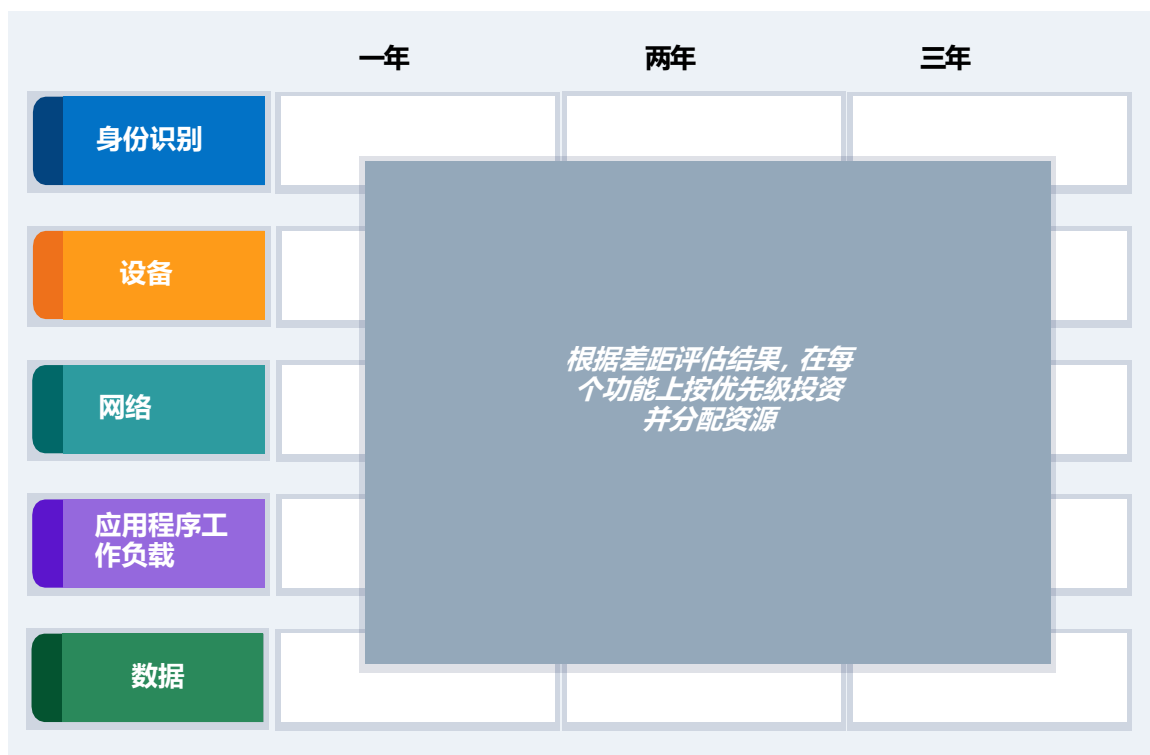 一年 两年 三年
身份识别
设备
根据差距评估结果，在每
个功能上按优先级投资
并分配资源
网络
应用程序工
作负载
数据